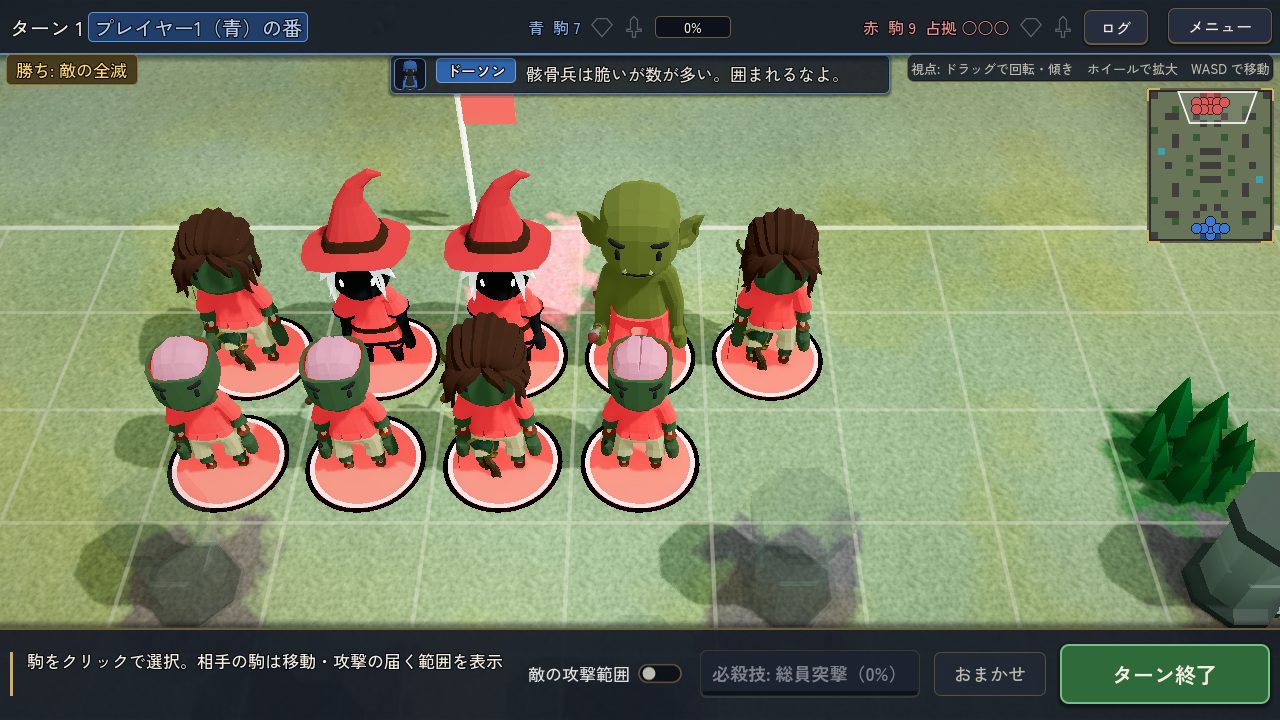 ターン 1 プレイヤー1（青）の番
青 駒 7
0%
赤 駒 9 占拠 〇〇〇
ログ
メニュー
勝ち: 敵の全滅
ドーソン
骸骨兵は脆いが数が多い。囲まれるなよ。
視点: ドラッグで回転・傾き ホイールで拡大 WASD で移動
駒をクリックで選択。相手の駒は移動・攻撃の届く範囲を表示
敵の攻撃範囲
必殺技: 総員突撃（0%）
おまかせ
ターン終了